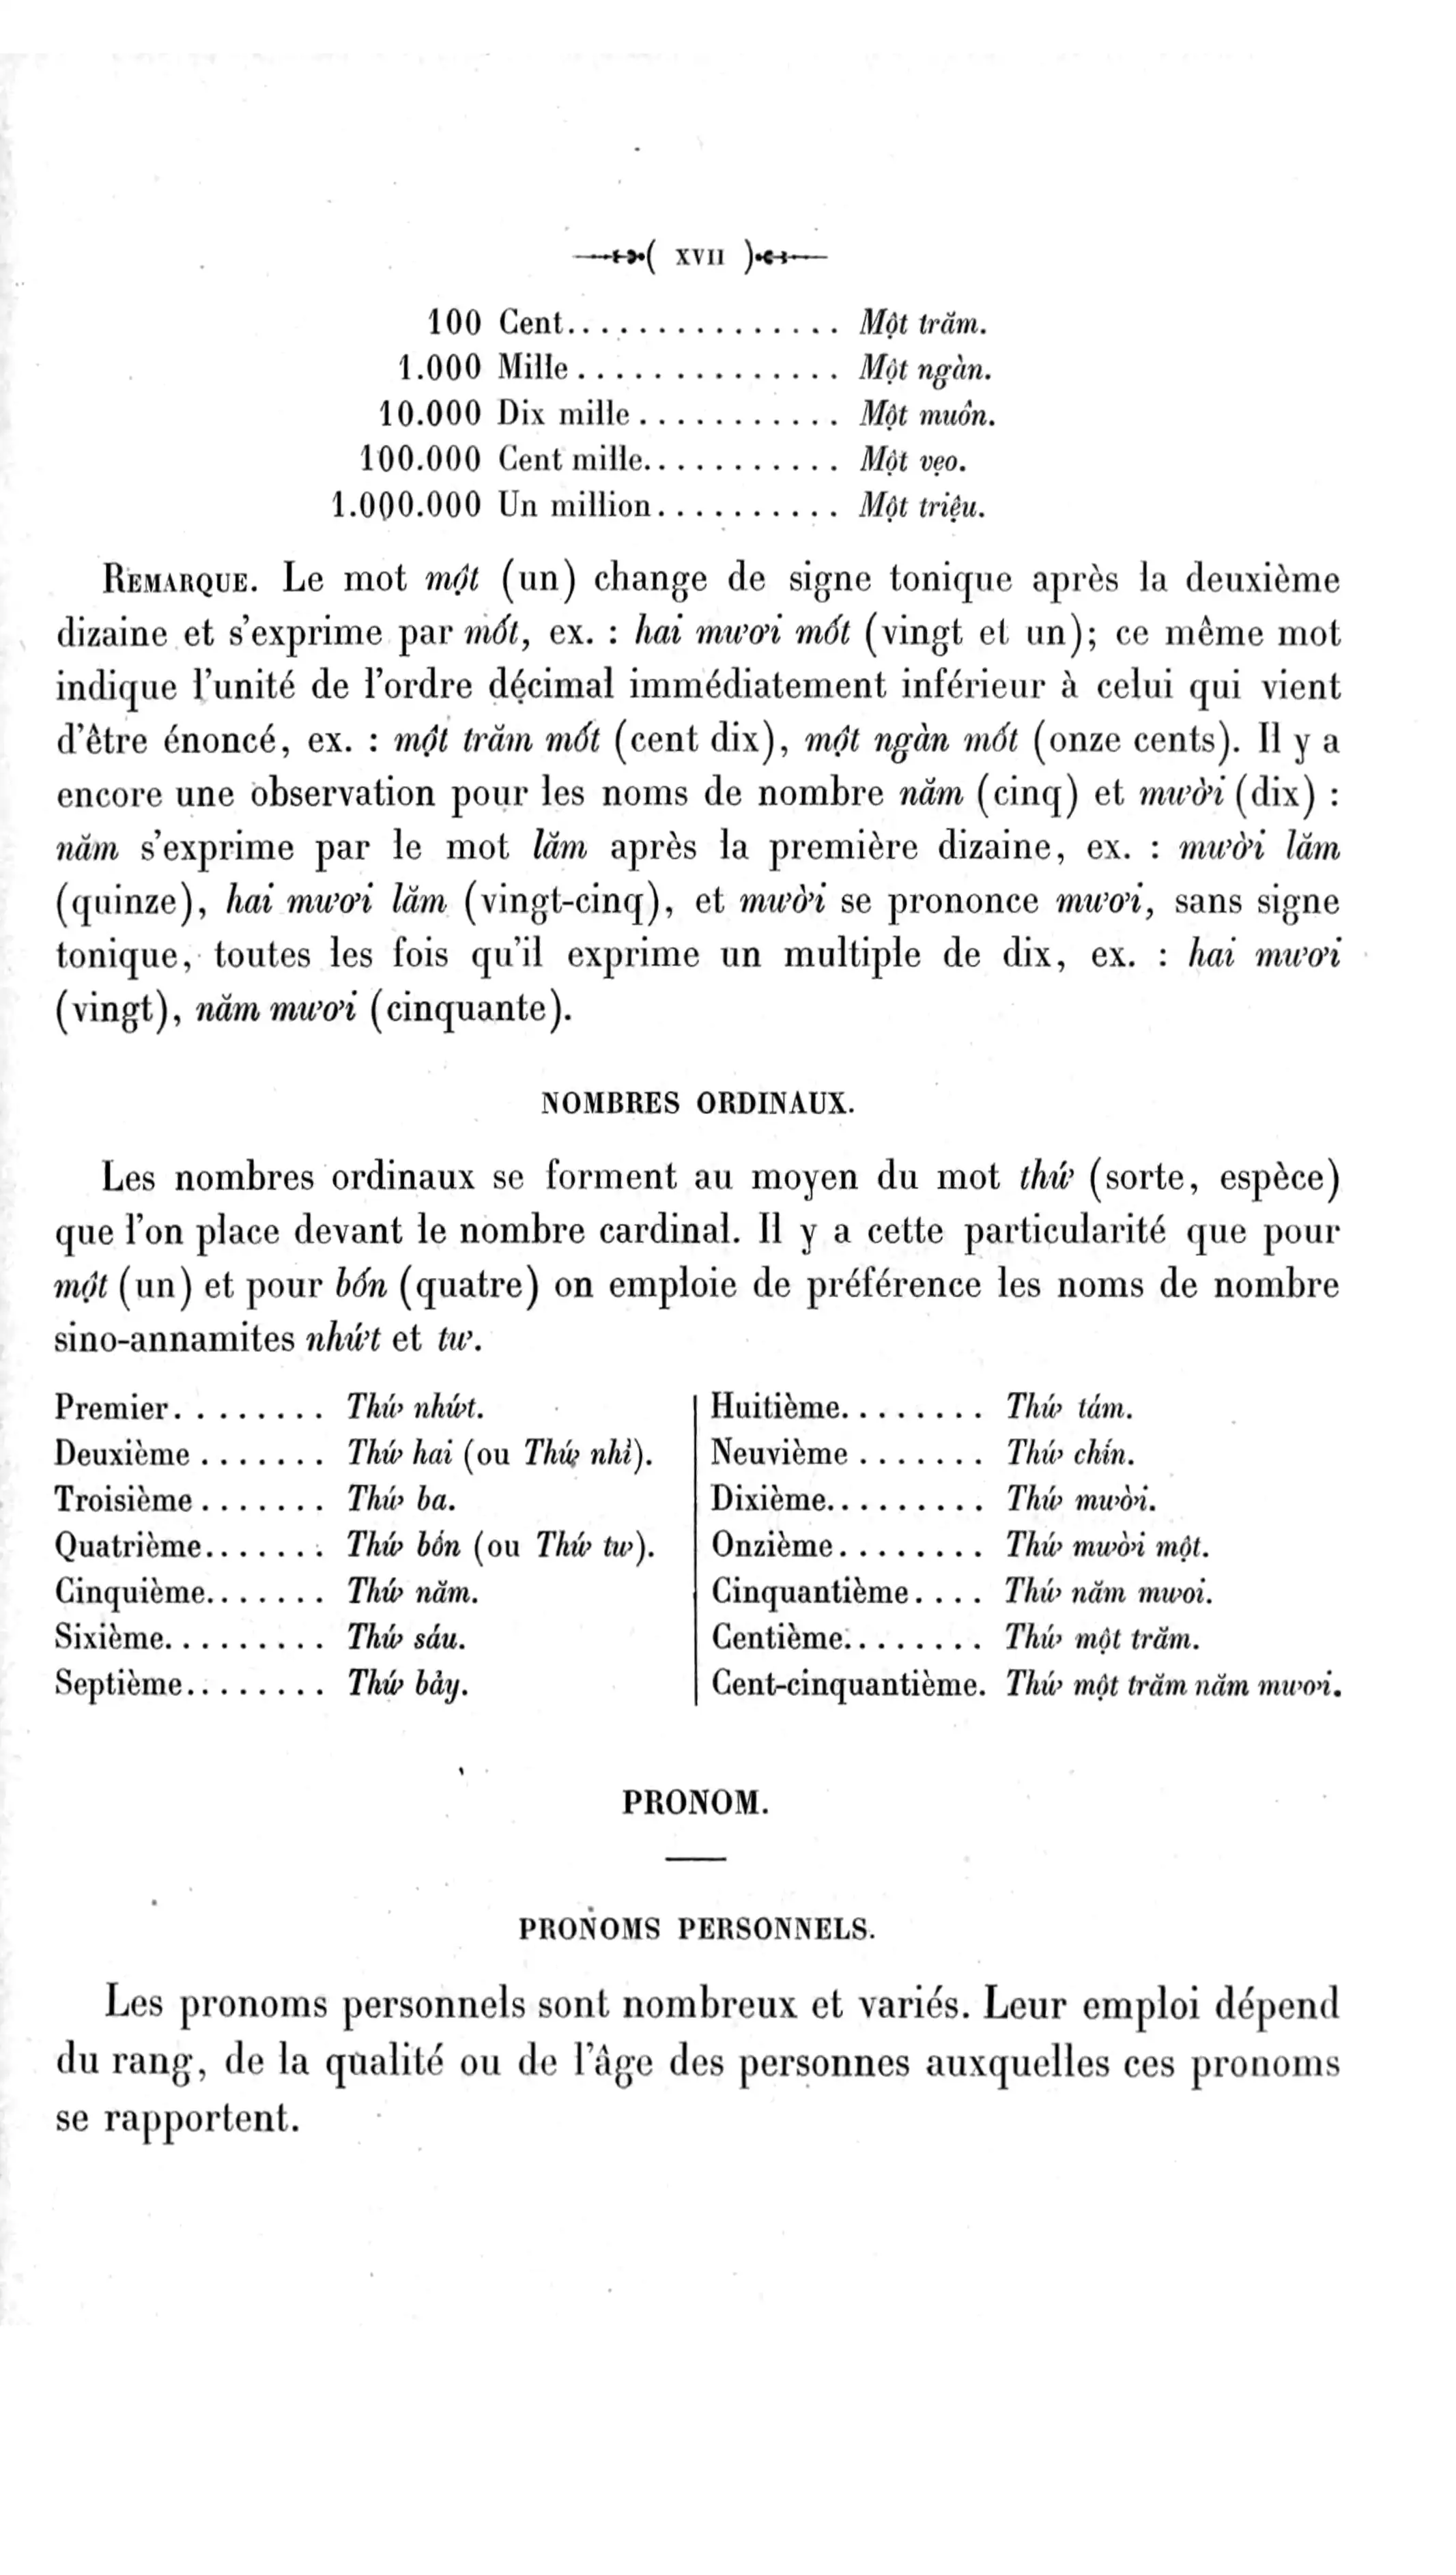 ( XVII )
100 Cent............... Một trăm.
1.000 Mille.............. Một ngàn.
10.000 Dix mille........... Một muôn.
100.000 Cent mille........... Một vẹo.
1.000.000 Un million.......... Một triệu.
REMARQUE. Le mot một (un) change de signe tonique après la deuxième
dizaine et s'exprime par mốt, ex. : hai mươi mốt (vingt et un); ce même mot
indique l'unité de l'ordre décimal immédiatement inférieur à celui qui vient
d'être énoncé, ex. : một trăm mốt (cent dix), một ngàn mốt (onze cents). Il y a
encore une observation pour les noms de nombre năm (cinq) et mười (dix) :
năm s'exprime par le mot lăm après la première dizaine, ex. : mười lăm
(quinze), hai mươi lăm (vingt-cinq), et mười se prononce mươi, sans signe
tonique, toutes les fois qu'il exprime un multiple de dix, ex. : hai mươi
(vingt), năm mươi (cinquante).
NOMBRES ORDINAUX.
Les nombres ordinaux se forment au moyen du mot thứ (sorte, espèce)
que l'on place devant le nombre cardinal. Il y a cette particularité que pour
một (un) et pour bốn (quatre) on emploie de préférence les noms de nombre
sino-annamites nhứt et tư.
Premier........ Thứ nhứt.
Deuxième....... Thứ hai (ou Thứ nhì).
Troisième....... Thứ ba.
Quatrième....... Thứ bốn (ou Thứ tư).
Cinquième....... Thứ năm.
Sixième......... Thứ sáu.
Septième........ Thứ bảy.
Huitième........ Thứ tám.
Neuvième....... Thứ chín.
Dixième......... Thứ mười.
Onzième........ Thứ mười một.
Cinquantième.... Thứ năm mưoi.
Centième........ Thứ một trăm.
Cent-cinquantième. Thứ một trăm năm mươi.
PRONOM.
PRONOMS PERSONNELS.
Les pronoms personnels sont nombreux et variés. Leur emploi dépend
du rang, de la qualité ou de l'âge des personnes auxquelles ces pronoms
se rapportent.